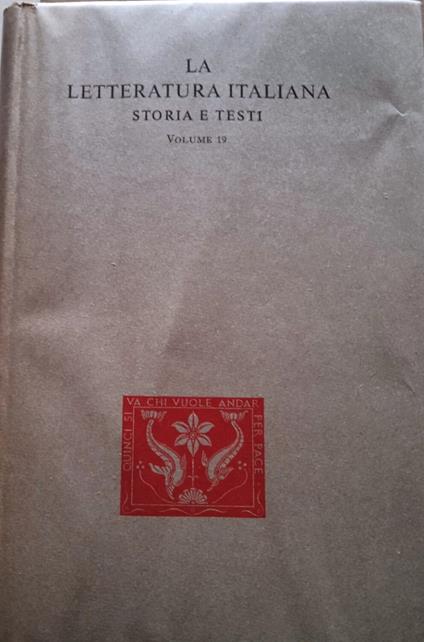 LA
LETTERATURA ITALIANA
STORIA E TESTI
VOLUME 19
QUINCI SI
VA CHI VUOLE ANDAR
PER PACE